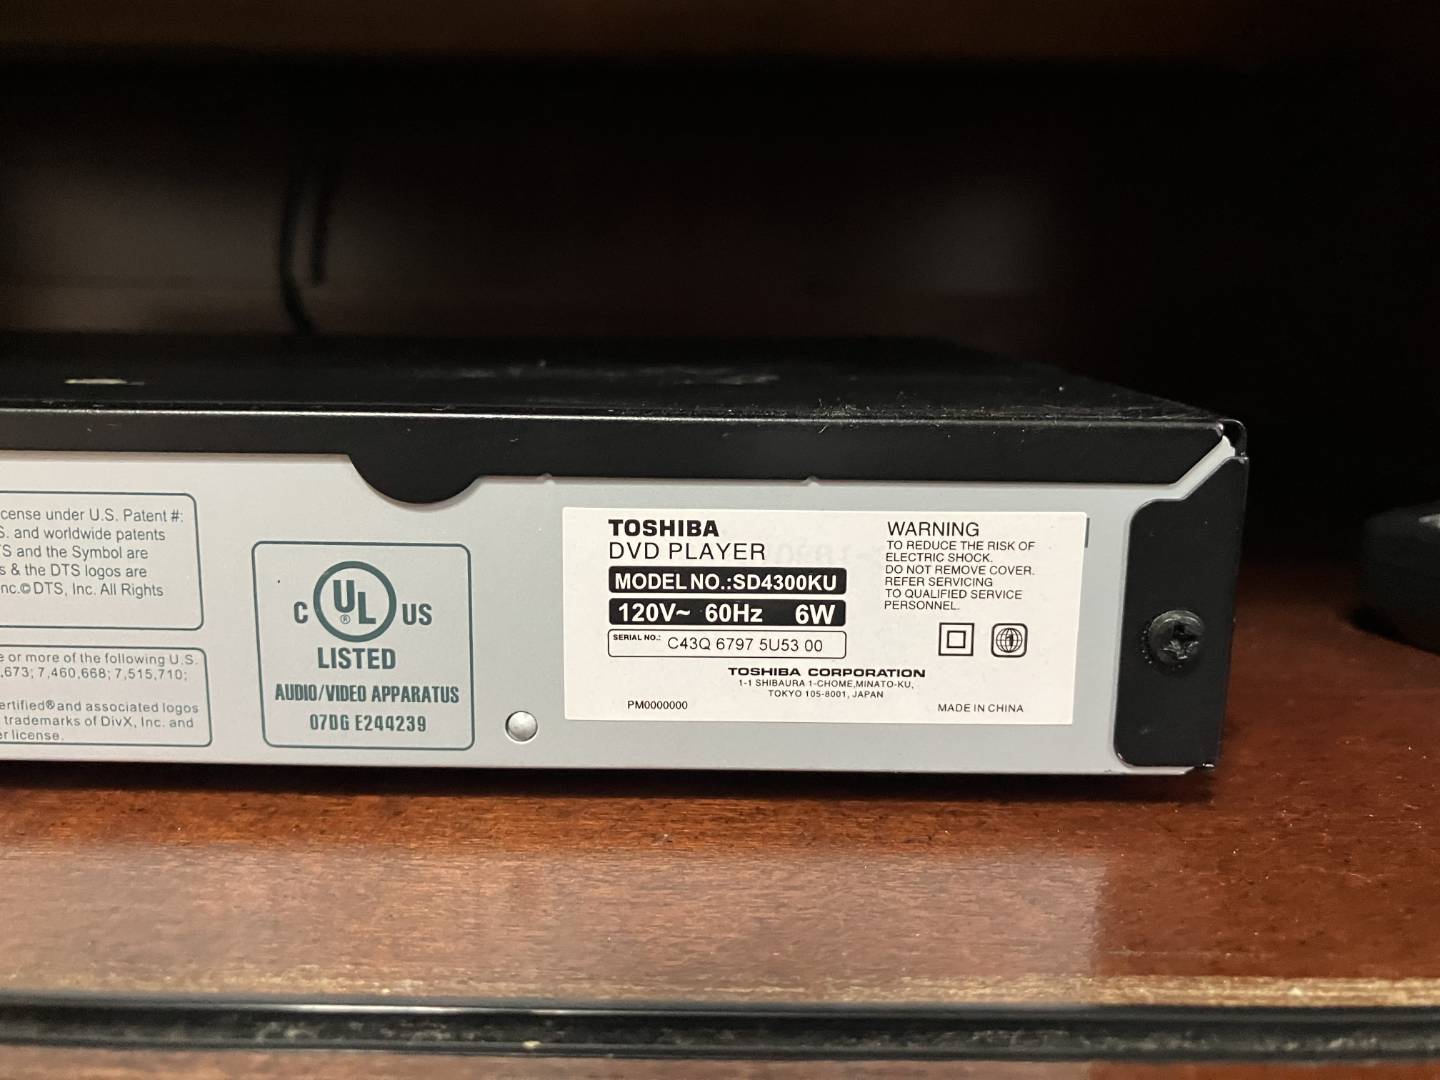 cense under U.S. Patent #:
S. and worldwide patents
S and the Symbol are
s & the DTS logos are
nc.©DTS, Inc. All Rights
e or more of the following U.S.
,673; 7,460,668; 7,515,710;
ertified® and associated logos
trademarks of DivX, Inc. and
er license.
C UL ® US
LISTED
AUDIO/VIDEO APPARATUS
07DG E244239
TOSHIBA
DVD PLAYER
MODEL NO.:SD4300KU
120V~ 60Hz 6W
SERIAL NO.: C43Q 6797 5U53 00
WARNING
TO REDUCE THE RISK OF
ELECTRIC SHOCK.
DO NOT REMOVE COVER.
REFER SERVICING
TO QUALIFIED SERVICE
PERSONNEL.
TOSHIBA CORPORATION
1-1 SHIBAURA 1-CHOME,MINATO-KU,
TOKYO 105-8001, JAPAN
PM0000000
MADE IN CHINA